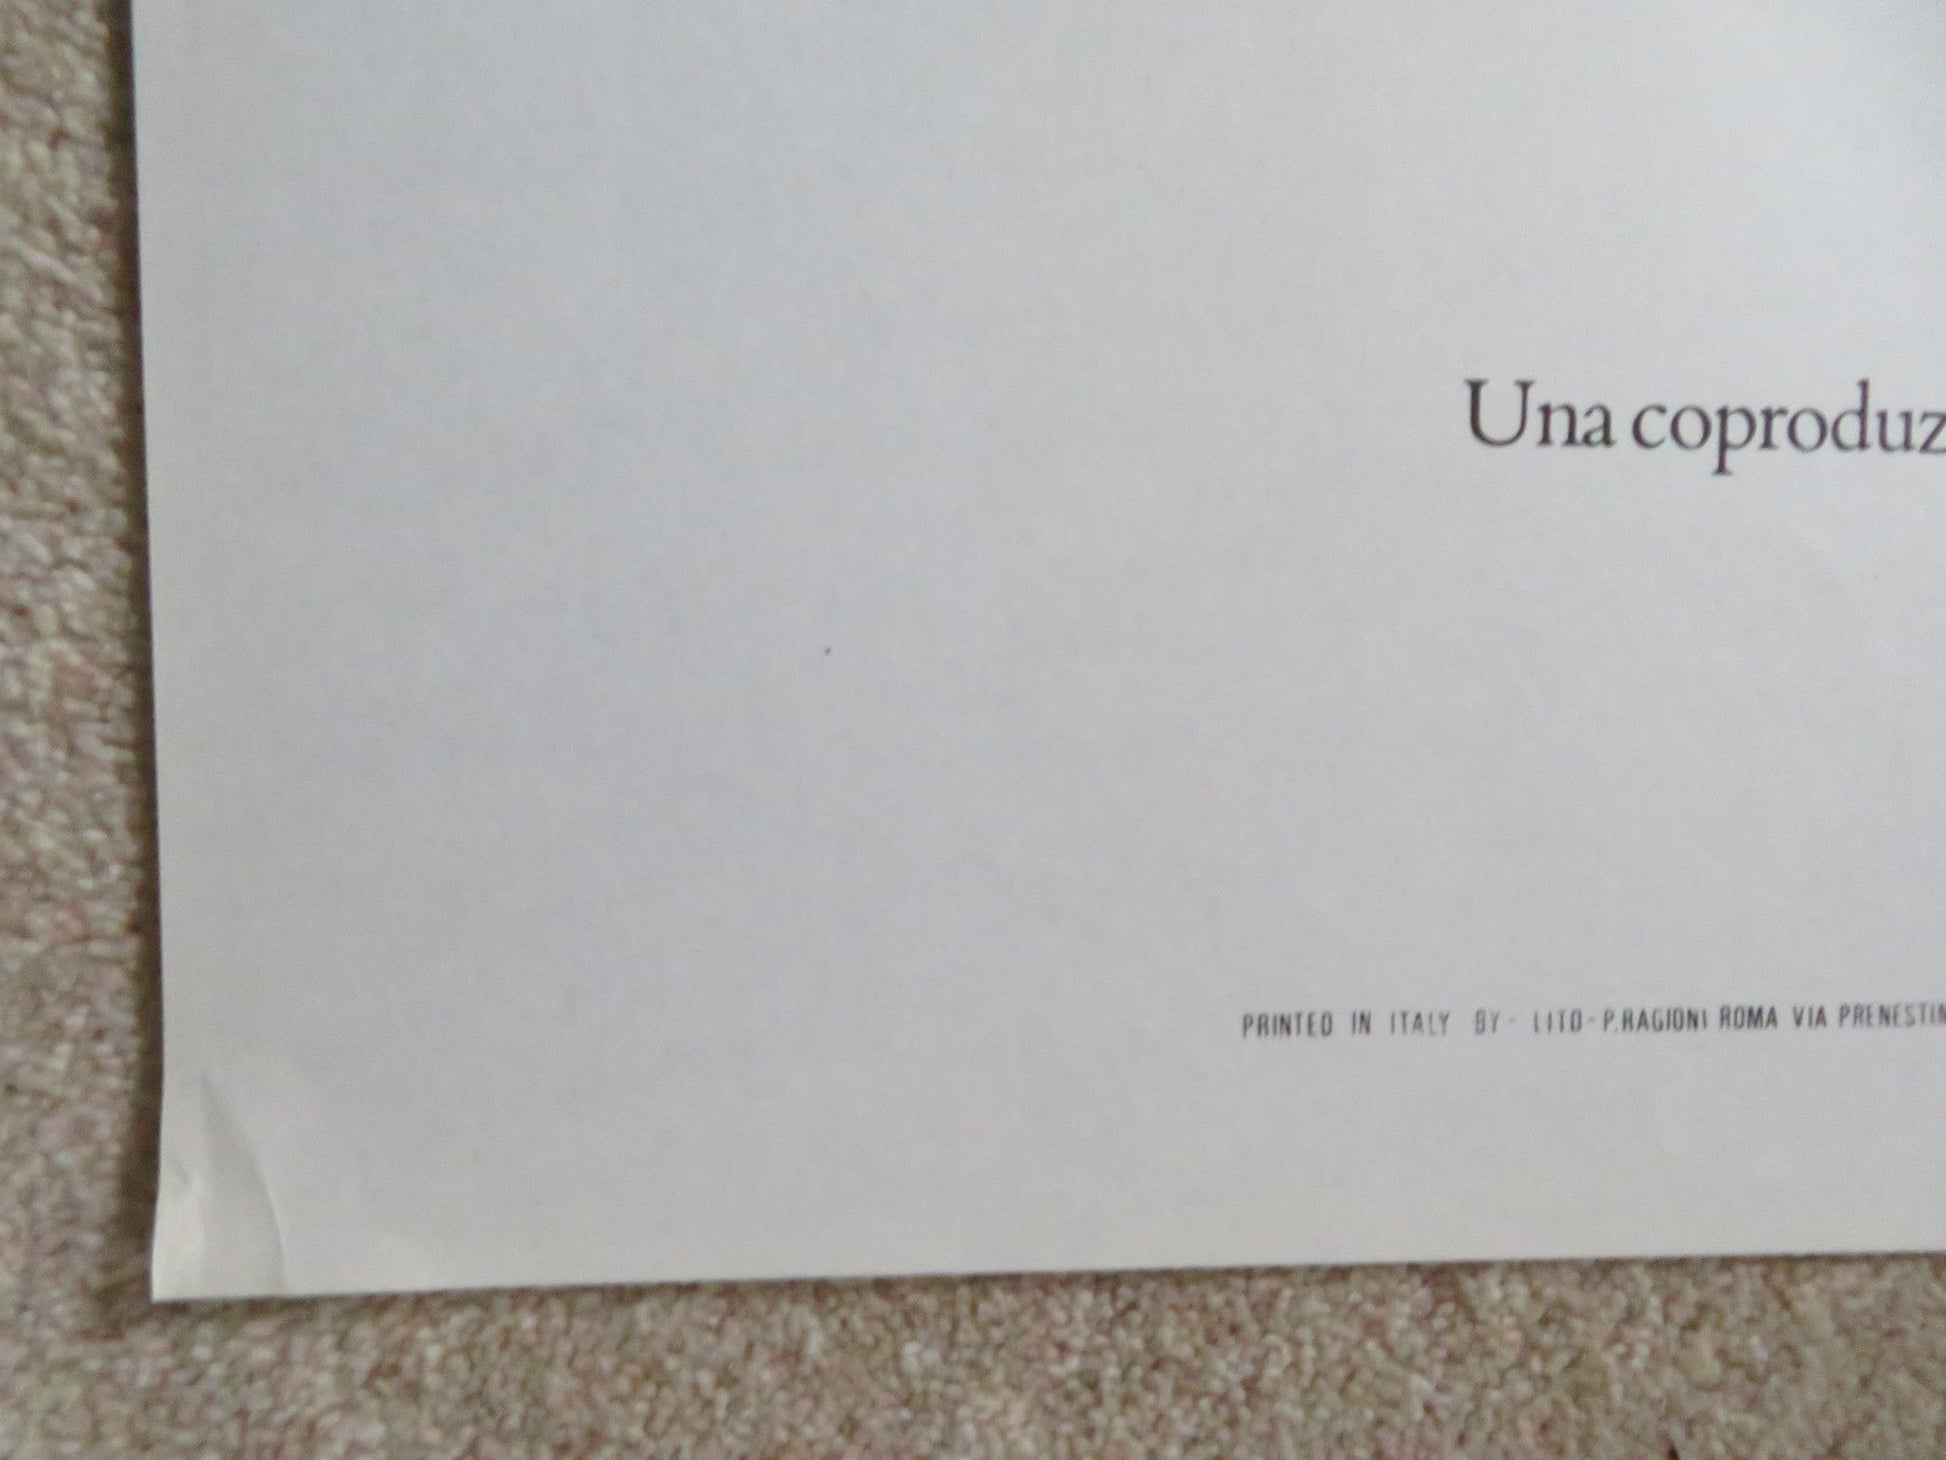 Una coproduz
PRINTED IN ITALY BY - LITO - P.RAGIONI ROMA VIA PRENESTIN